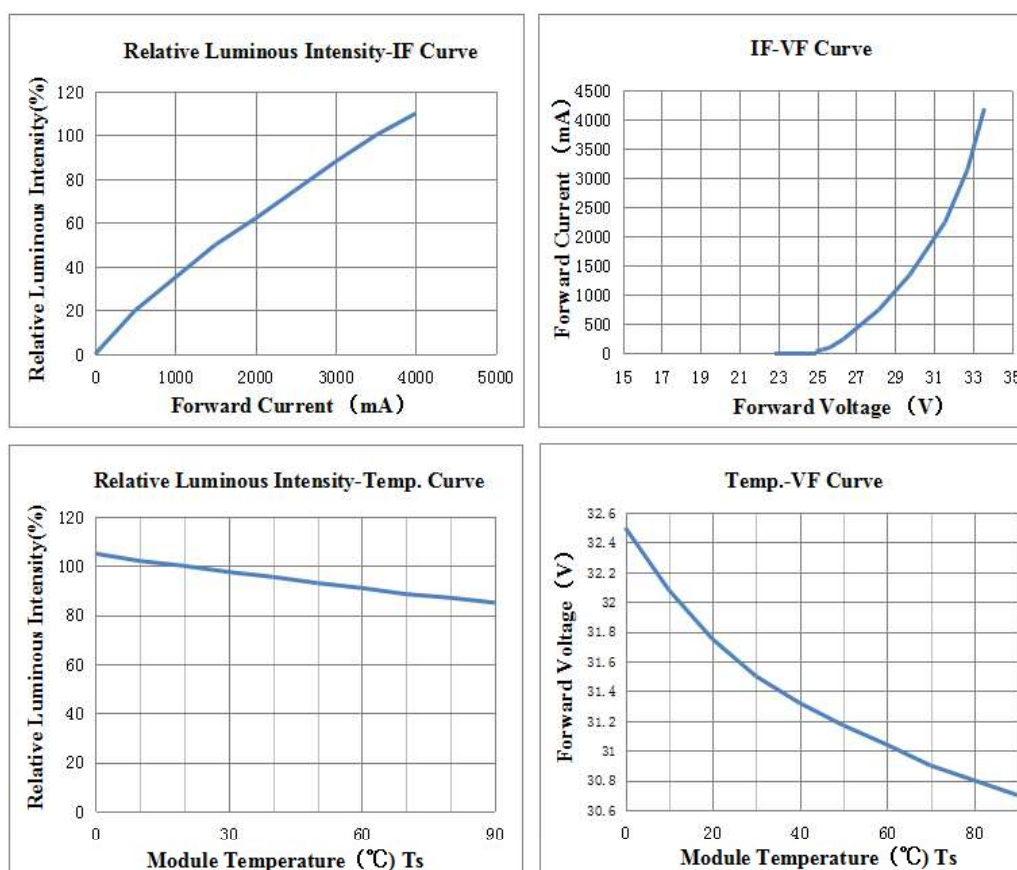 Relative Luminous Intensity-IF Curve
Relative Luminous Intensity(%)
120
100
80
60
40
20
0
0 1000 2000 3000 4000 5000
Forward Current（mA）
IF-VF Curve
Forward Current （mA）
4500
4000
3500
3000
2500
2000
1500
1000
500
0
15 17 19 21 23 25 27 29 31 33 35
Forward Voltage （V）
Relative Luminous Intensity-Temp. Curve
Relative Luminous Intensity(%)
120
100
80
60
40
20
0
0 30 60 90
Module Temperature（℃）Ts
Temp.-VF Curve
Forward Voltage （V）
32.6
32.4
32.2
32
31.8
31.6
31.4
31.2
31
30.8
30.6
0 20 40 60 80
Module Temperature（℃）Ts